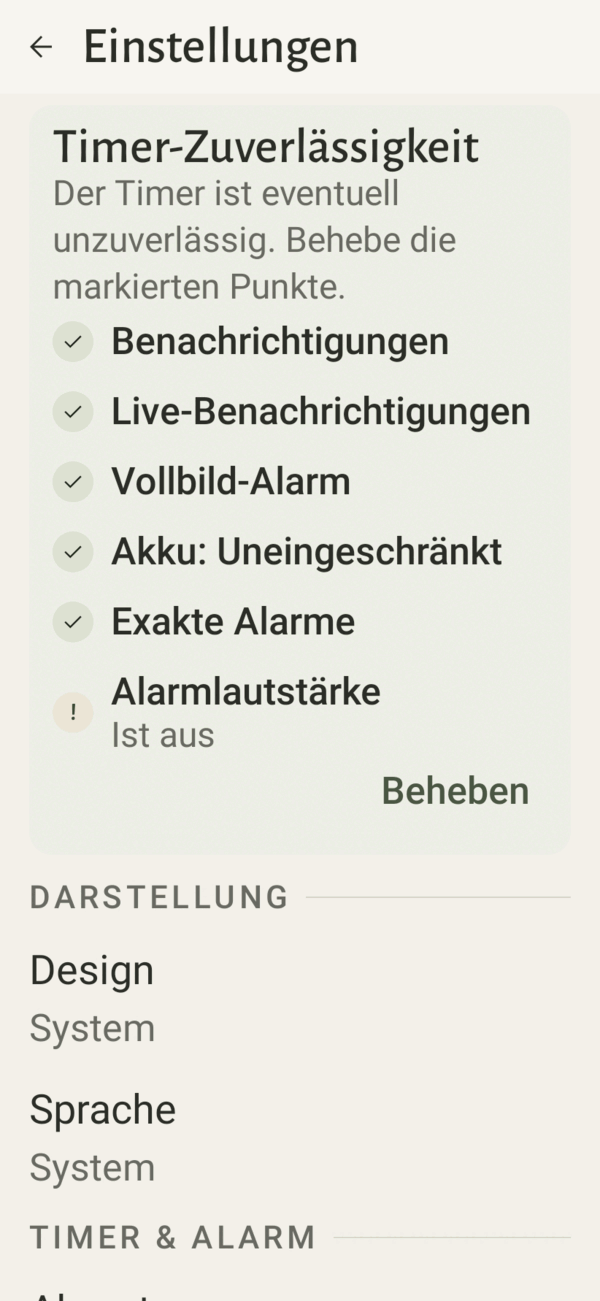 Einstellungen
Timer-Zuverlässigkeit
Der Timer ist eventuell
unzuverlässig. Behebe die
markierten Punkte.
Benachrichtigungen
Live-Benachrichtigungen
Vollbild-Alarm
Akku: Uneingeschränkt
Exakte Alarme
Alarmlautstärke
! Ist aus
Beheben
DARSTELLUNG
Design
System
Sprache
System
TIMER & ALARM